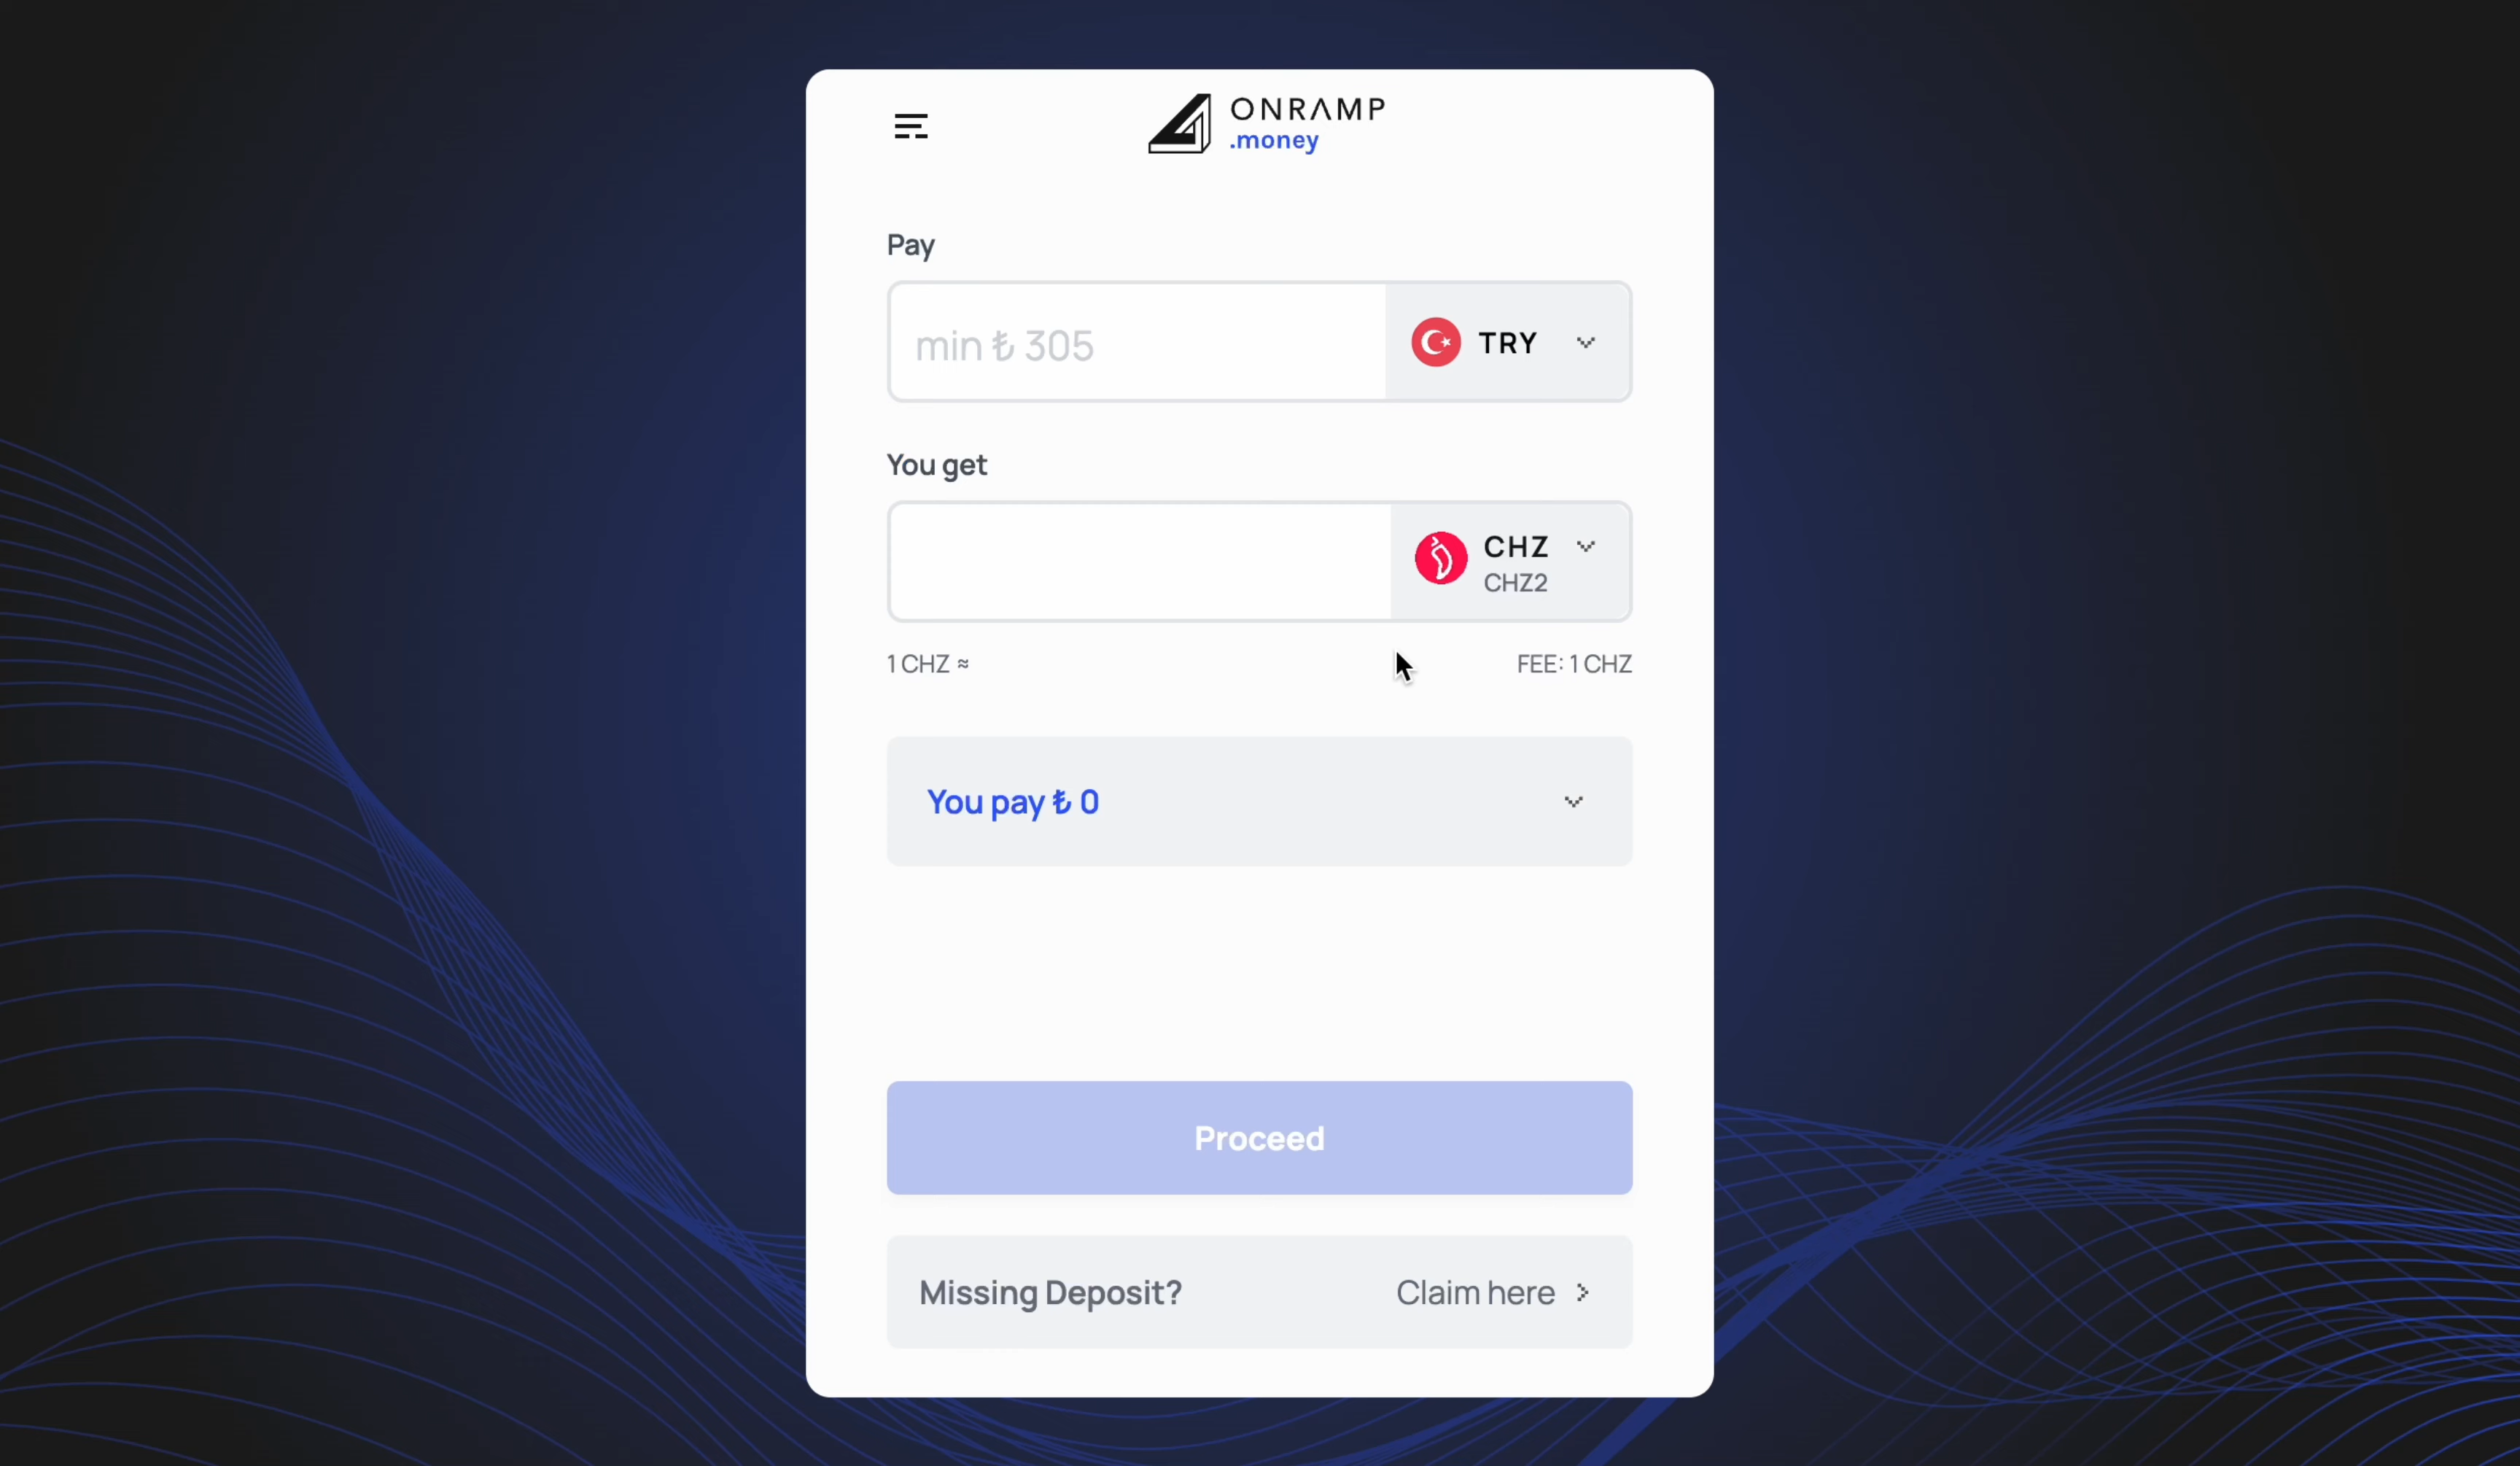 ONRAMP
.money
Pay
min ₺ 305
TRY
You get
CHZ
CHZ2
1 CHZ ≈
FEE: 1 CHZ
You pay ₺ 0
Proceed
Missing Deposit?
Claim here